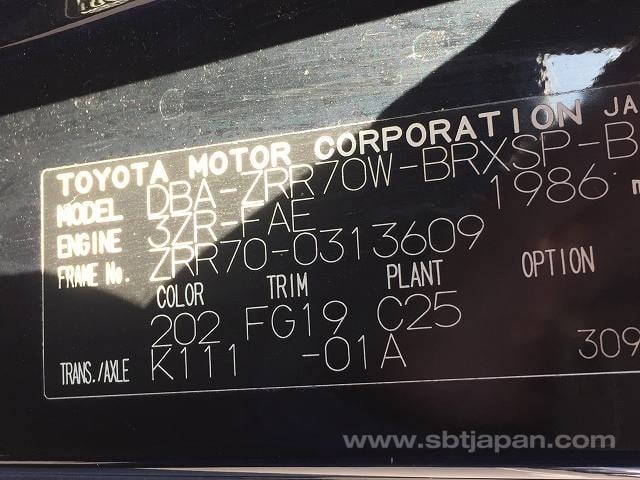 TOYOTA MOTOR CORPORATION JA
MODEL DBA-ZRR70W-BRXSP-B
ENGINE 3ZR-FAE 1986 m
FRAME No. ZRR70-0313609
COLOR TRIM PLANT OPTION
202 FG19 C25
TRANS./AXLE K111 -01A 309
www.sbtjapan.com